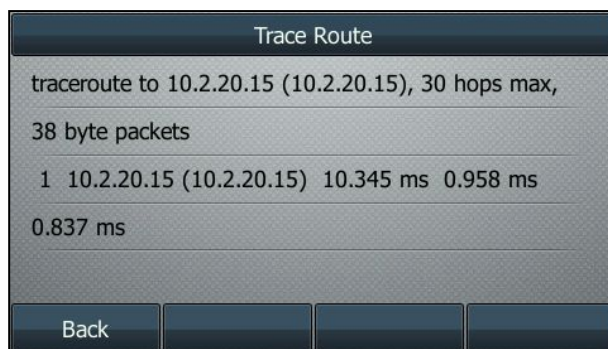 Trace Route
traceroute to 10.2.20.15 (10.2.20.15), 30 hops max,
38 byte packets
1 10.2.20.15 (10.2.20.15) 10.345 ms 0.958 ms
0.837 ms
Back